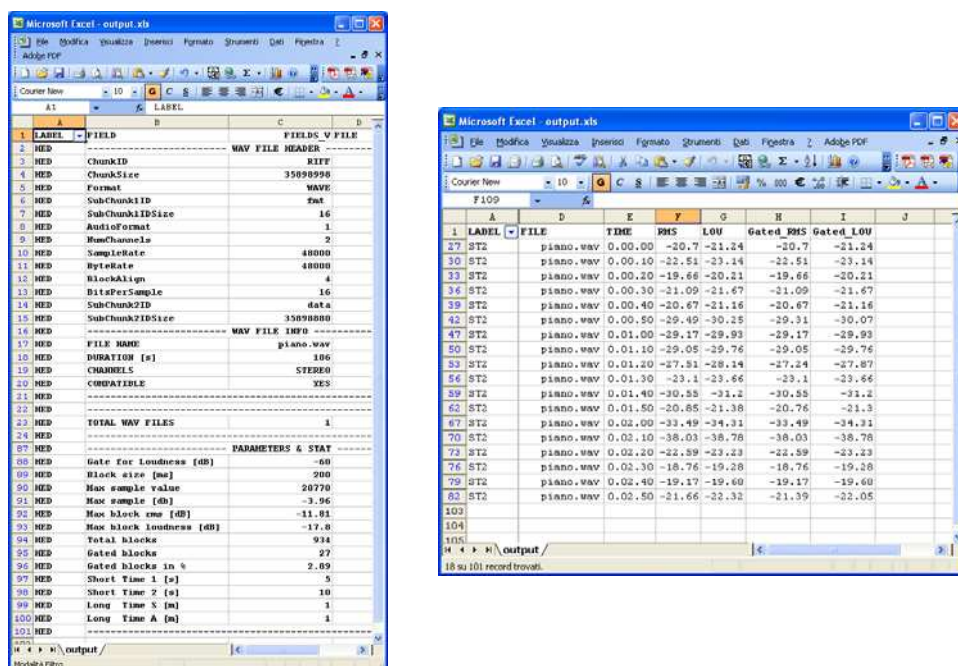 Microsoft Excel - output.xls
File Modifica Visualizza Inserisci Formato Strumenti Dati Finestra ?
Adobe PDF
Courier New 10 G C S
A1 LABEL
A B C D
1 LABEL FIELD FIELDS_V FILE
2 HED ---------------------- WAV FILE HEADER ----------
3 HED ChunkID RIFF
4 HED ChunkSize 35898998
5 HED Format WAVE
6 HED SubChunk1ID fmt
7 HED SubChunk1IDSize 16
8 HED AudioFormat 1
9 HED NumChannels 2
10 HED SampleRate 48000
11 HED ByteRate 48000
12 HED BlockAlign 4
13 HED BitsPerSample 16
14 HED SubChunk2ID data
15 HED SubChunk2IDSize 35898880
16 HED ---------------------- WAV FILE INFO ----------
17 HED FILE NAME piano.wav
18 HED DURATION [s] 186
19 HED CHANNELS STEREO
20 HED COMPATIBLE YES
21 HED ----------------------------------------
22 HED ----------------------------------------
23 HED TOTAL WAV FILES 1
24 HED ----------------------------------------
87 HED ---------------------- PARAMETERS & STAT ------
88 HED Gate for Loudness [dB] -60
89 HED Block size [ms] 200
90 HED Max sample value 20770
91 HED Max sample [db] -3.96
92 HED Max block rms [dB] -11.81
93 HED Max block loudness [dB] -17.8
94 HED Total blocks 934
95 HED Gated blocks 27
96 HED Gated blocks in % 2.89
97 HED Short Time 1 [s] 5
98 HED Short Time 2 [s] 10
99 HED Long Time S [m] 1
100 HED Long Time A [m] 1
101 HED ----------------------------------------
output
Modalità Filtro
Microsoft Excel - output.xls
File Modifica Visualizza Inserisci Formato Strumenti Dati Finestra ? Adobe PDF
Courier New 10 G C S % 000 €
F109
A D E F G H I J
1 LABEL FILE TIME RMS LOU Gated_RMS Gated_LOU
27 ST2 piano.wav 0.00.00 -20.7 -21.24 -20.7 -21.24
30 ST2 piano.wav 0.00.10 -22.51 -23.14 -22.51 -23.14
33 ST2 piano.wav 0.00.20 -19.66 -20.21 -19.66 -20.21
36 ST2 piano.wav 0.00.30 -21.09 -21.67 -21.09 -21.67
39 ST2 piano.wav 0.00.40 -20.67 -21.16 -20.67 -21.16
42 ST2 piano.wav 0.00.50 -29.49 -30.25 -29.31 -30.07
47 ST2 piano.wav 0.01.00 -29.17 -29.93 -29.17 -29.93
50 ST2 piano.wav 0.01.10 -29.05 -29.76 -29.05 -29.76
53 ST2 piano.wav 0.01.20 -27.51 -28.14 -27.24 -27.87
56 ST2 piano.wav 0.01.30 -23.1 -23.66 -23.1 -23.66
59 ST2 piano.wav 0.01.40 -30.55 -31.2 -30.55 -31.2
62 ST2 piano.wav 0.01.50 -20.85 -21.38 -20.76 -21.3
67 ST2 piano.wav 0.02.00 -33.49 -34.31 -33.49 -34.31
70 ST2 piano.wav 0.02.10 -38.03 -38.78 -38.03 -38.78
73 ST2 piano.wav 0.02.20 -22.59 -23.23 -22.59 -23.23
76 ST2 piano.wav 0.02.30 -18.76 -19.28 -18.76 -19.28
79 ST2 piano.wav 0.02.40 -19.17 -19.68 -19.17 -19.68
82 ST2 piano.wav 0.02.50 -21.66 -22.32 -21.39 -22.05
103
104
105
output
18 su 101 record trovati.